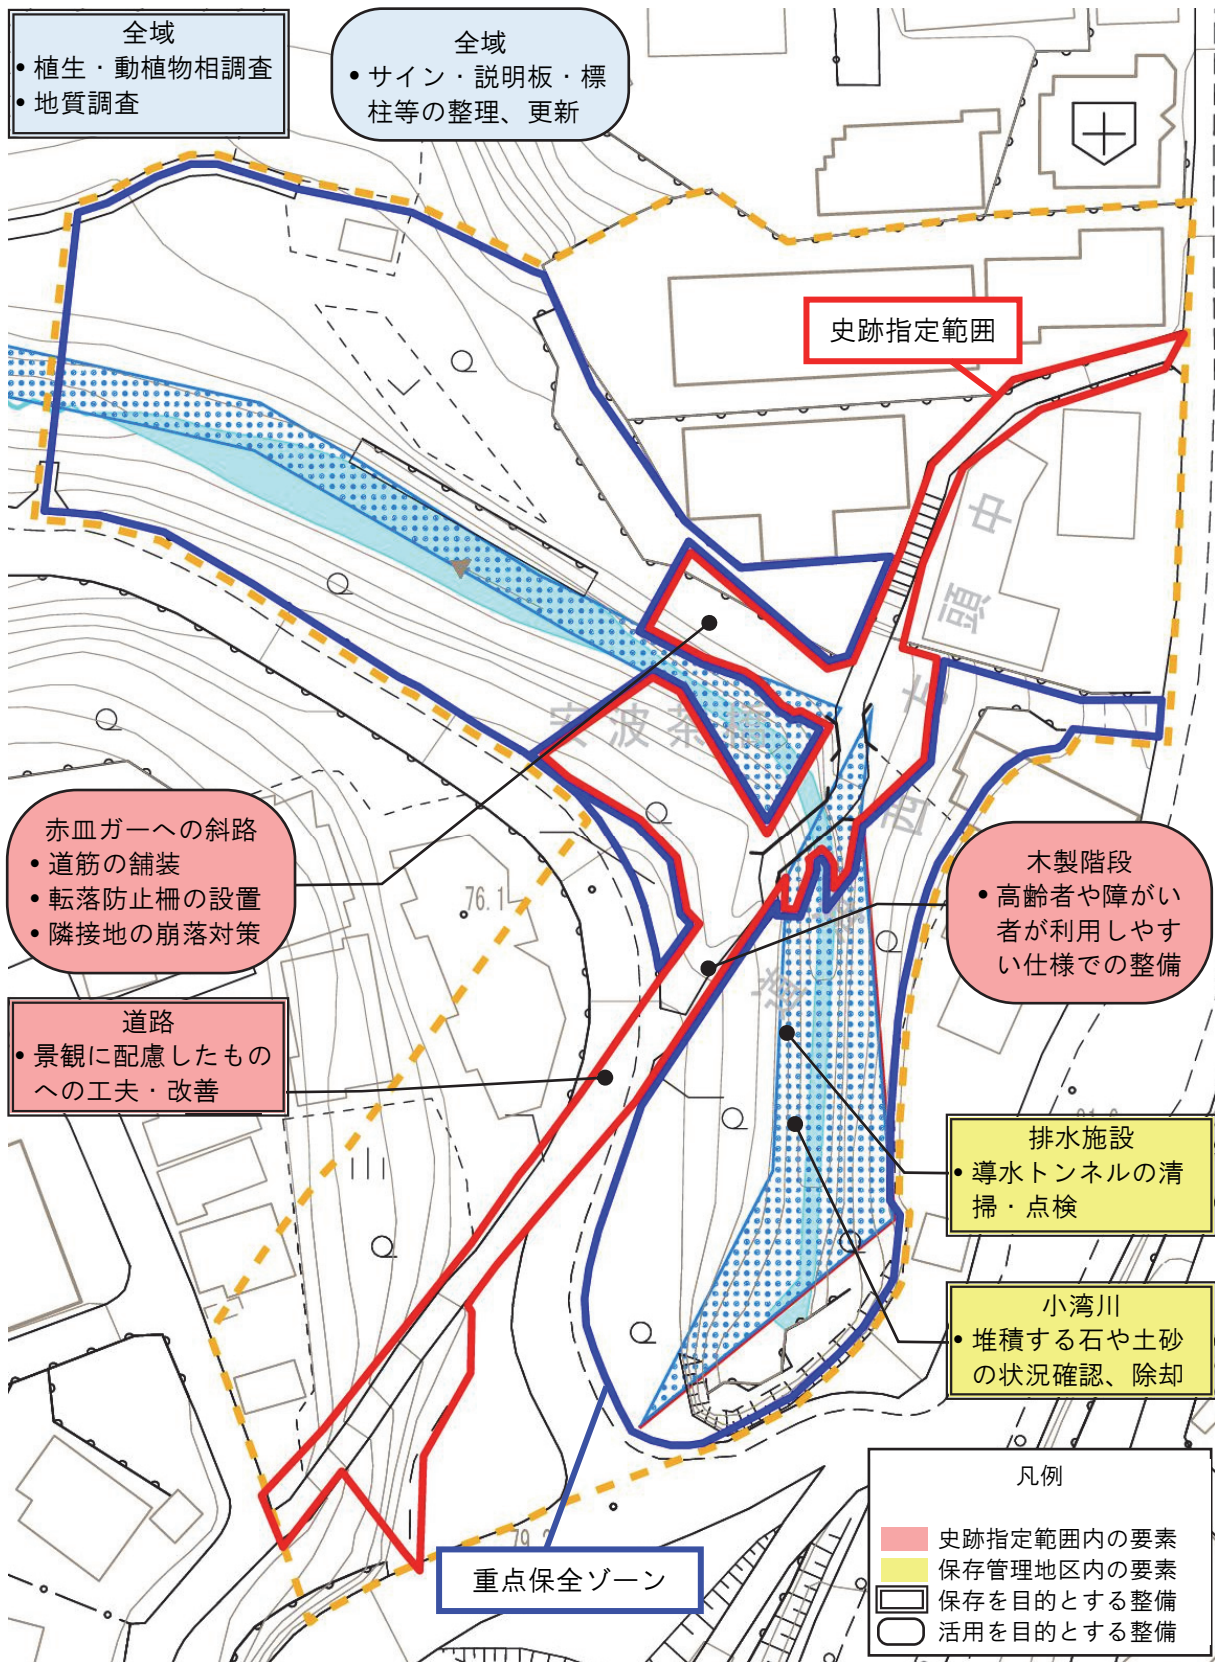 全域
• 植生・動植物相調査
• 地質調査
全域
• サイン・説明板・標
柱等の整理、更新
史跡指定範囲
中
頭
方
西
安波茶橋
道
赤皿ガーへの斜路
• 道筋の舗装
• 転落防止柵の設置
• 隣接地の崩落対策
76.1
木製階段
• 高齢者や障がい
者が利用しやす
い仕様での整備
道路
• 景観に配慮したもの
への工夫・改善
排水施設
• 導水トンネルの清
掃・点検
小湾川
• 堆積する石や土砂
の状況確認、除却
重点保全ゾーン
凡例
史跡指定範囲内の要素
保存管理地区内の要素
保存を目的とする整備
活用を目的とする整備